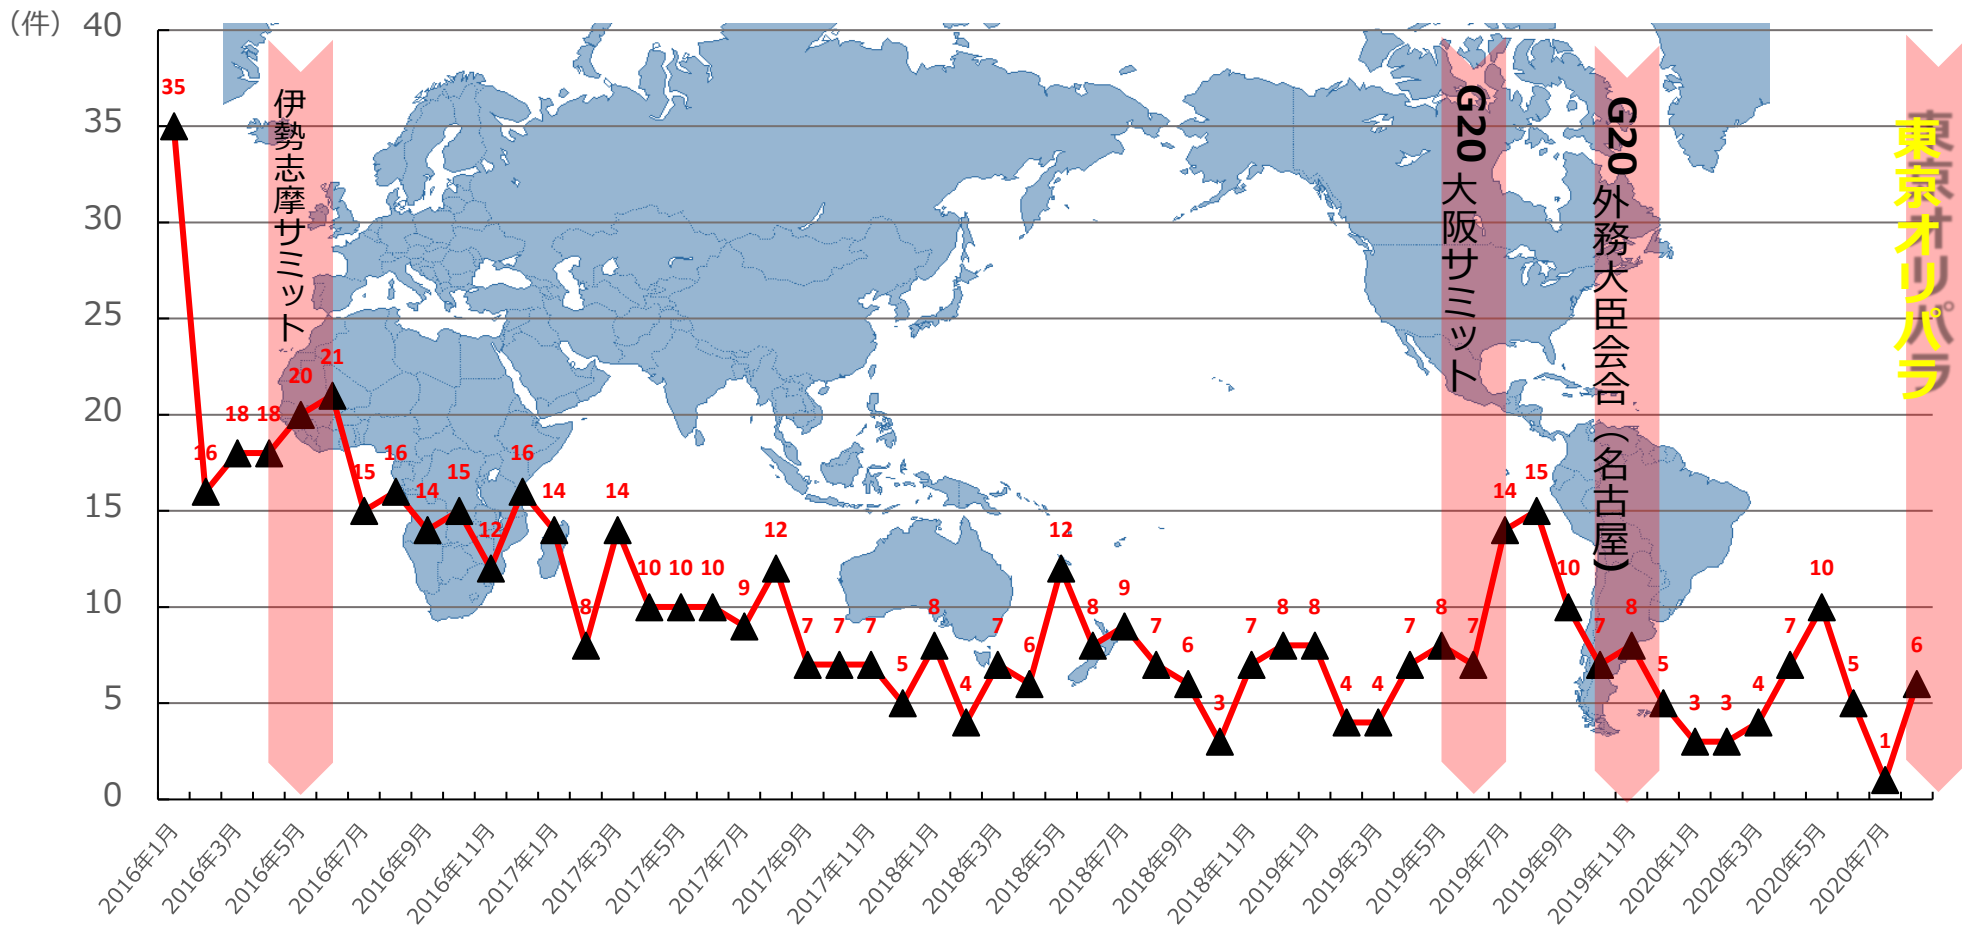 （件）
40
35
30
25
20
15
10
5
0
伊勢志摩サミット
G20 大阪サミット
G20 外務大臣会合（名古屋）
東京オリパラ
35
16
18
18
20
21
15
16
14
15
12
16
14
8
14
10
10
10
9
12
7
7
7
5
8
4
7
6
12
8
9
7
6
3
7
8
8
4
4
7
8
7
14
15
10
7
8
5
3
3
4
7
10
5
1
6
2016年1月
2016年3月
2016年5月
2016年7月
2016年9月
2016年11月
2017年1月
2017年3月
2017年5月
2017年7月
2017年9月
2017年11月
2018年1月
2018年3月
2018年5月
2018年7月
2018年9月
2018年11月
2019年1月
2019年3月
2019年5月
2019年7月
2019年9月
2019年11月
2020年1月
2020年3月
2020年5月
2020年7月